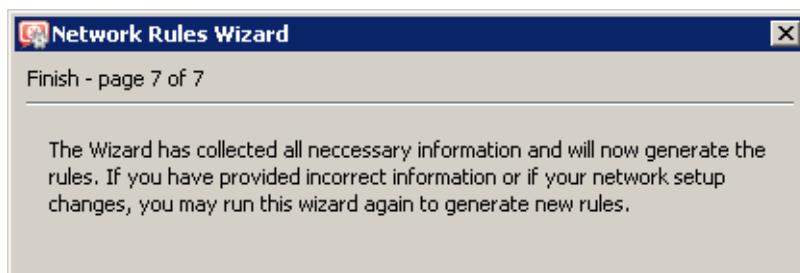 Network Rules Wizard
Finish - page 7 of 7
The Wizard has collected all neccessary information and will now generate the
rules. If you have provided incorrect information or if your network setup
changes, you may run this wizard again to generate new rules.